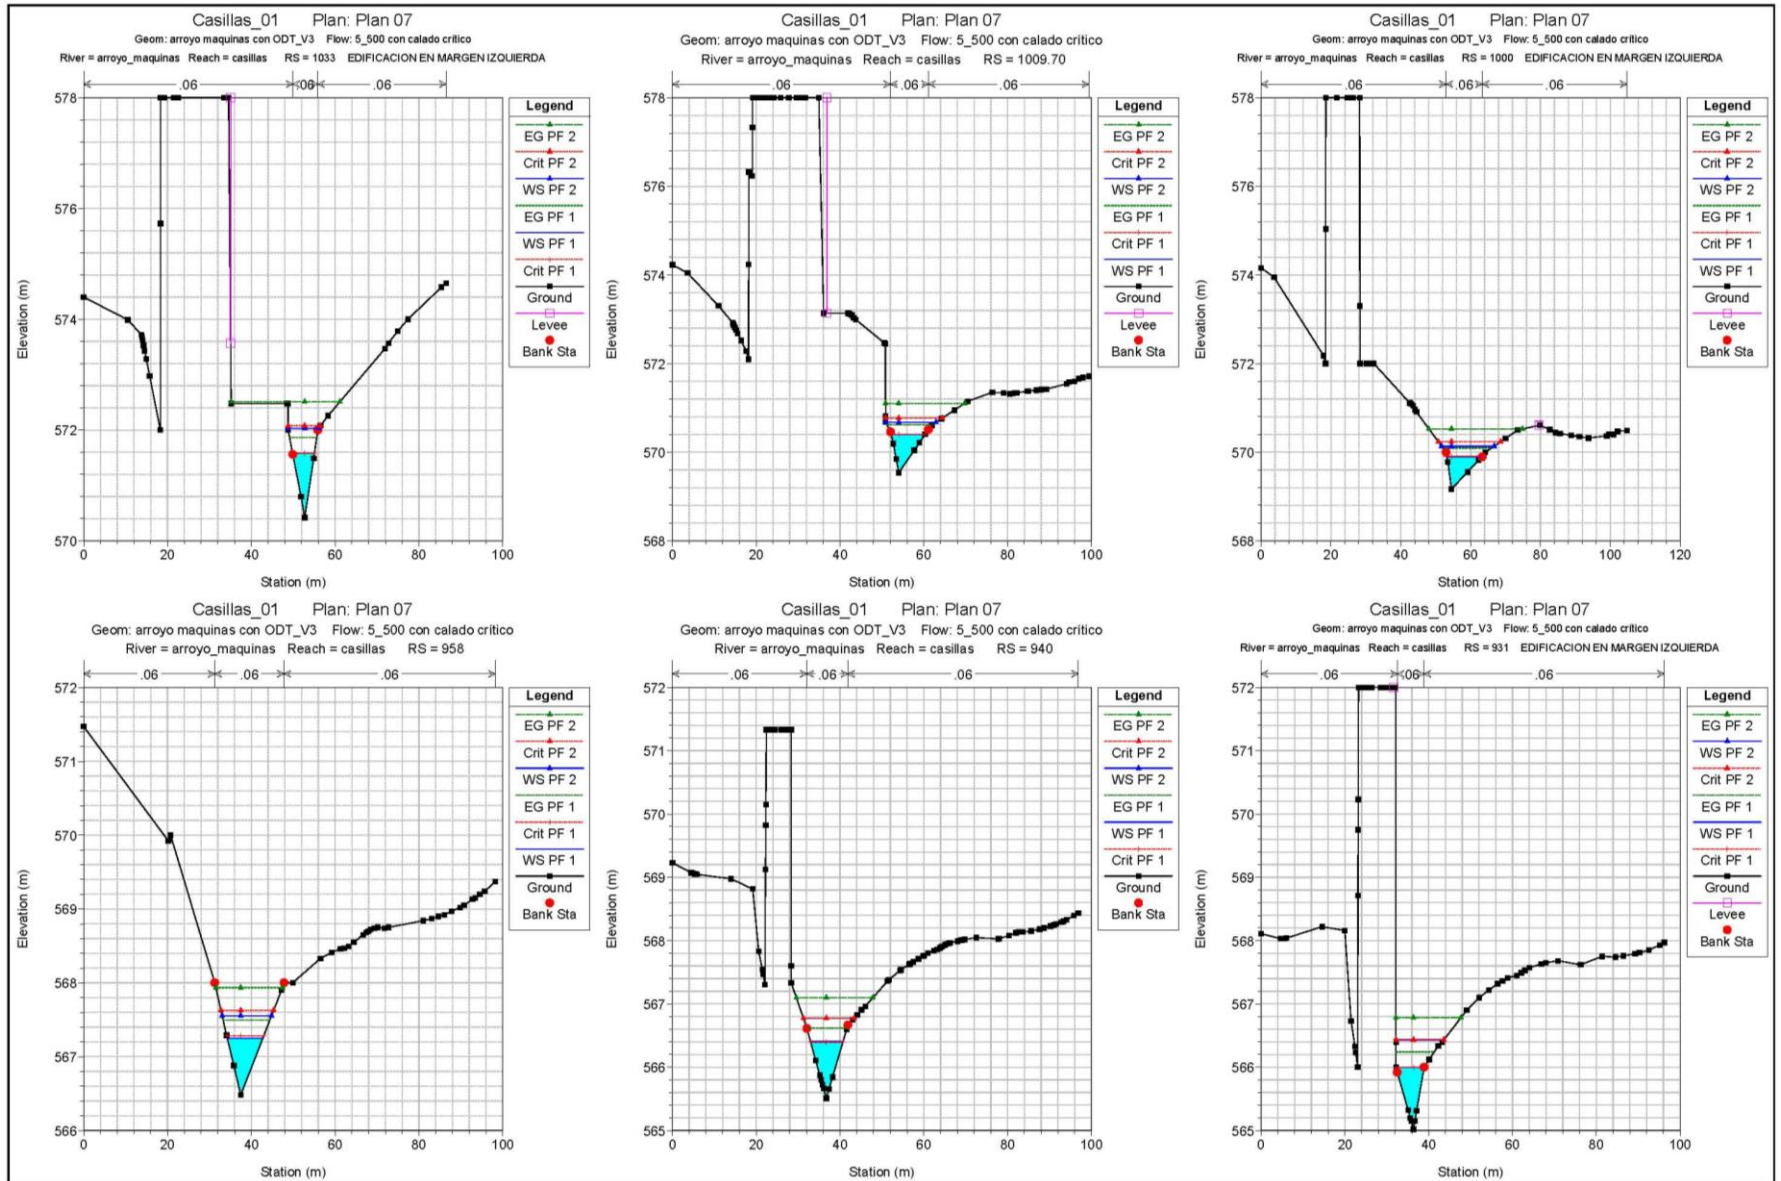 Casillas_01 Plan: Plan 07
Geom: arroyo maquinas con ODT_V3 Flow: 5_500 con calado crítico
River = arroyo_maquinas Reach = casillas RS = 1033 EDIFICACION EN MARGEN IZQUIERDA
.06 .06 .06
578
576
574
572
570
Elevation (m)
0 20 40 60 80 100
Station (m)
Legend
EG PF 2
Crit PF 2
WS PF 2
EG PF 1
WS PF 1
Crit PF 1
Ground
Levee
Bank Sta
Casillas_01 Plan: Plan 07
Geom: arroyo maquinas con ODT_V3 Flow: 5_500 con calado crítico
River = arroyo_maquinas Reach = casillas RS = 1009.70
.06 .06 .06
578
576
574
572
570
568
Elevation (m)
0 20 40 60 80 100
Station (m)
Legend
EG PF 2
Crit PF 2
WS PF 2
EG PF 1
Crit PF 1
WS PF 1
Ground
Levee
Bank Sta
Casillas_01 Plan: Plan 07
Geom: arroyo maquinas con ODT_V3 Flow: 5_500 con calado crítico
River = arroyo_maquinas Reach = casillas RS = 1000 EDIFICACION EN MARGEN IZQUIERDA
.06 .06 .06
578
576
574
572
570
568
Elevation (m)
0 20 40 60 80 100 120
Station (m)
Legend
EG PF 2
Crit PF 2
WS PF 2
EG PF 1
Crit PF 1
WS PF 1
Ground
Levee
Bank Sta
Casillas_01 Plan: Plan 07
Geom: arroyo maquinas con ODT_V3 Flow: 5_500 con calado crítico
River = arroyo_maquinas Reach = casillas RS = 958
.06 .06 .06
572
571
570
569
568
567
566
Elevation (m)
0 20 40 60 80 100
Station (m)
Legend
EG PF 2
Crit PF 2
WS PF 2
EG PF 1
Crit PF 1
WS PF 1
Ground
Bank Sta
Casillas_01 Plan: Plan 07
Geom: arroyo maquinas con ODT_V3 Flow: 5_500 con calado crítico
River = arroyo_maquinas Reach = casillas RS = 940
.06 .06 .06
572
571
570
569
568
567
566
565
Elevation (m)
0 20 40 60 80 100
Station (m)
Legend
EG PF 2
Crit PF 2
WS PF 2
EG PF 1
WS PF 1
Crit PF 1
Ground
Bank Sta
Casillas_01 Plan: Plan 07
Geom: arroyo maquinas con ODT_V3 Flow: 5_500 con calado crítico
River = arroyo_maquinas Reach = casillas RS = 931 EDIFICACION EN MARGEN IZQUIERDA
.06 .06 .06
572
571
570
569
568
567
566
565
Elevation (m)
0 20 40 60 80 100
Station (m)
Legend
EG PF 2
WS PF 2
Crit PF 2
EG PF 1
WS PF 1
Crit PF 1
Ground
Levee
Bank Sta